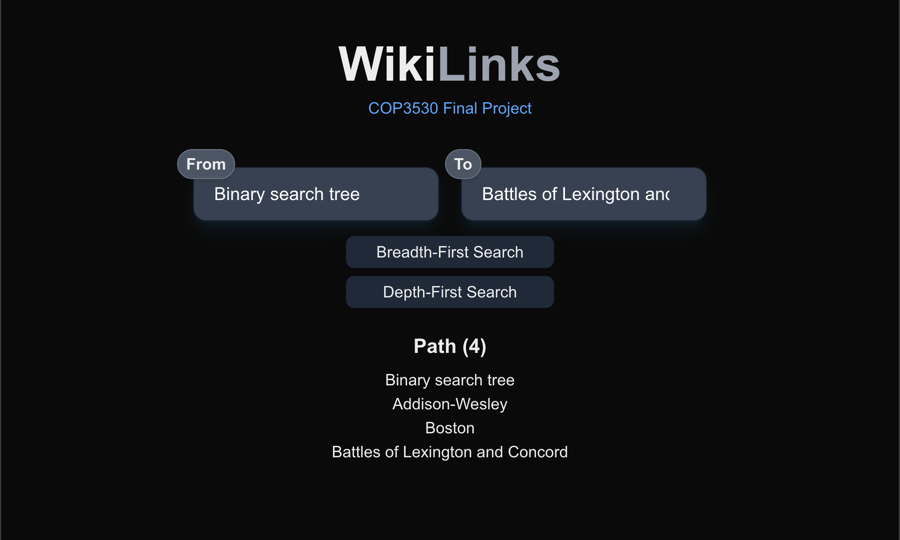 WikiLinks
COP3530 Final Project
From
To
Binary search tree
Battles of Lexington anc
Breadth-First Search
Depth-First Search
Path (4)
Binary search tree
Addison-Wesley
Boston
Battles of Lexington and Concord